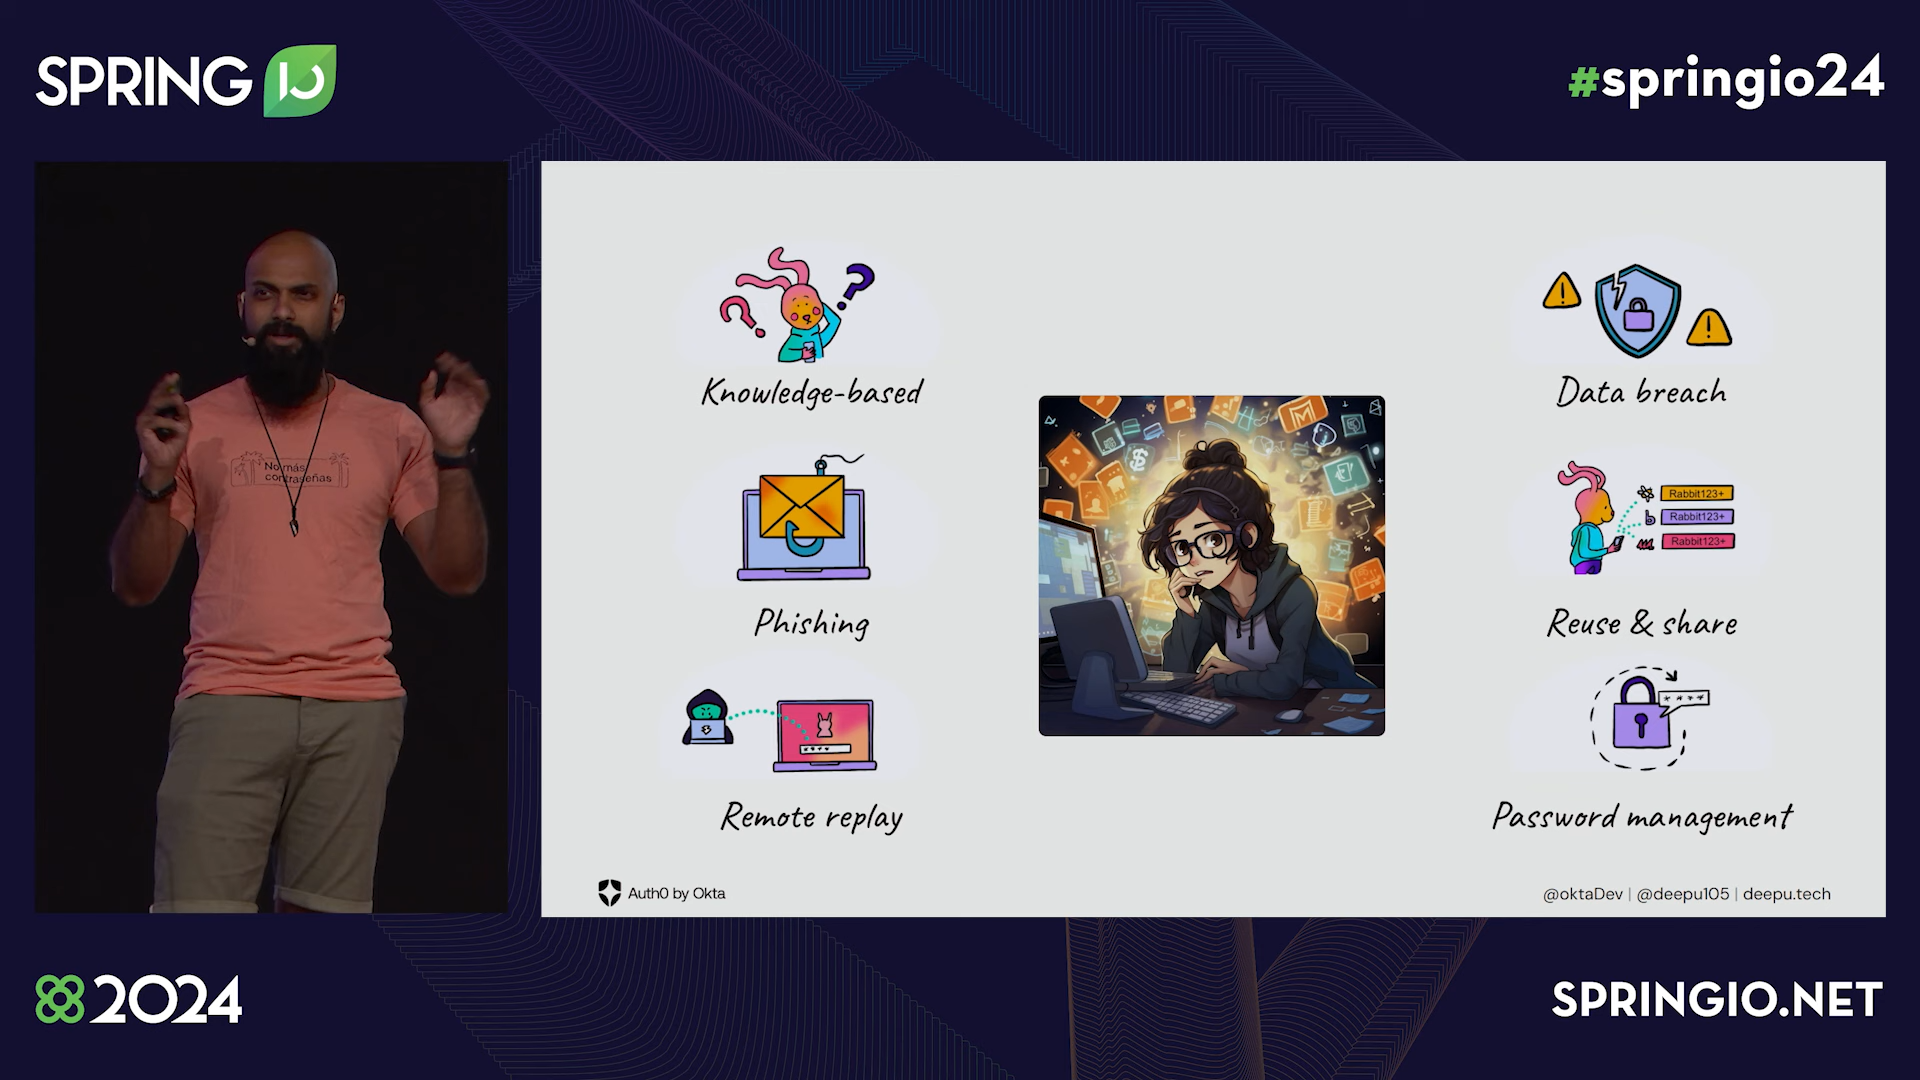 SPRING IO
#springio24
No más
contraseñas
Knowledge-based
Phishing
Remote replay
Data breach
Rabbit123+
Rabbit123+
Rabbit123+
Reuse & share
****
****
Password management
Auth0 by Okta
@oktaDev | @deepu105 | deepu.tech
2024
SPRINGIO.NET